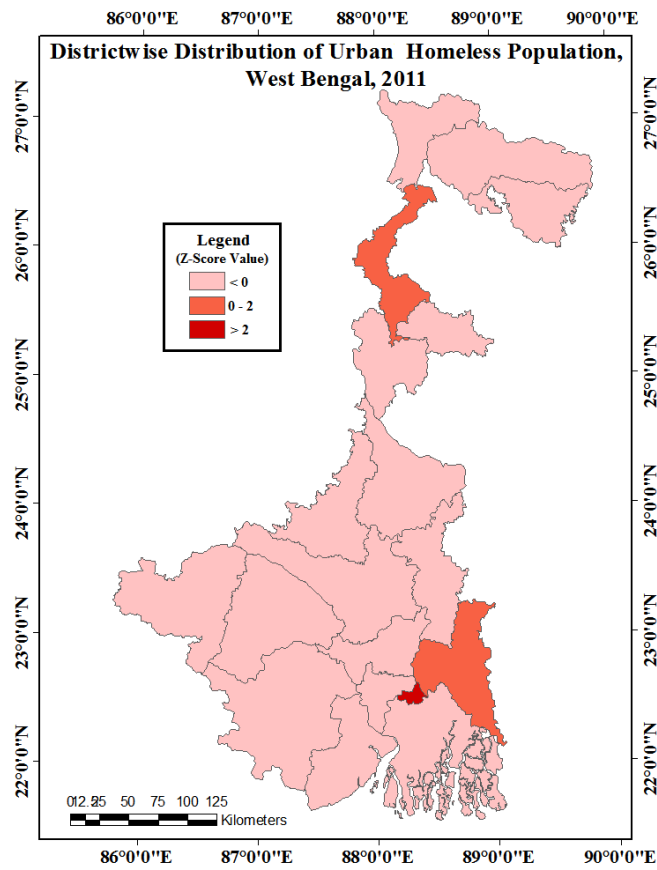 86°0'0"E 87°0'0"E 88°0'0"E 89°0'0"E 90°0'0"E
Districtwise Distribution of Urban Homeless Population,
West Bengal, 2011
27°0'0"N 27°0'0"N
26°0'0"N 26°0'0"N
Legend
(Z-Score Value)
< 0
0 - 2
> 2
25°0'0"N 25°0'0"N
24°0'0"N 24°0'0"N
23°0'0"N 23°0'0"N
22°0'0"N 22°0'0"N
0 12.5 25 50 75 100 125
Kilometers
86°0'0"E 87°0'0"E 88°0'0"E 89°0'0"E 90°0'0"E